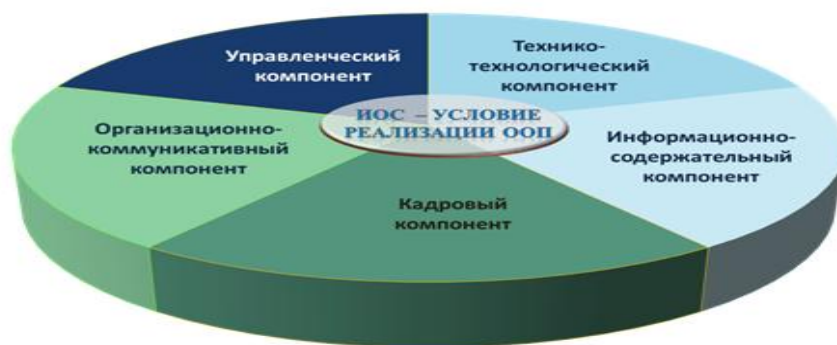 Управленческий
компонент
Технико-
технологический
компонент
ИОС – УСЛОВИЕ
РЕАЛИЗАЦИИ ООП
Организационно-
коммуникативный
компонент
Информационно-
содержательный
компонент
Кадровый
компонент